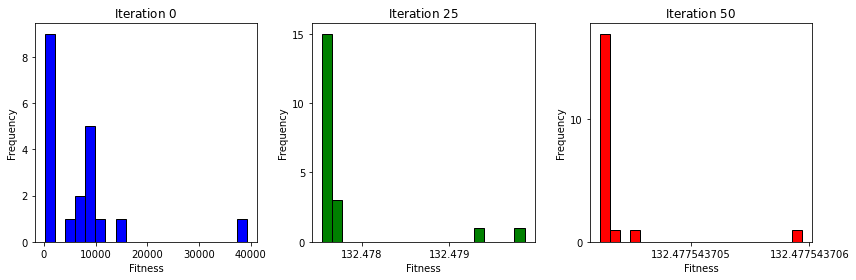 Iteration 0
Frequency
8
6
4
2
0
0 10000 20000 30000 40000
Fitness
Iteration 25
Frequency
15
10
5
0
132.478 132.479
Fitness
Iteration 50
Frequency
10
0
132.477543705 132.477543706
Fitness